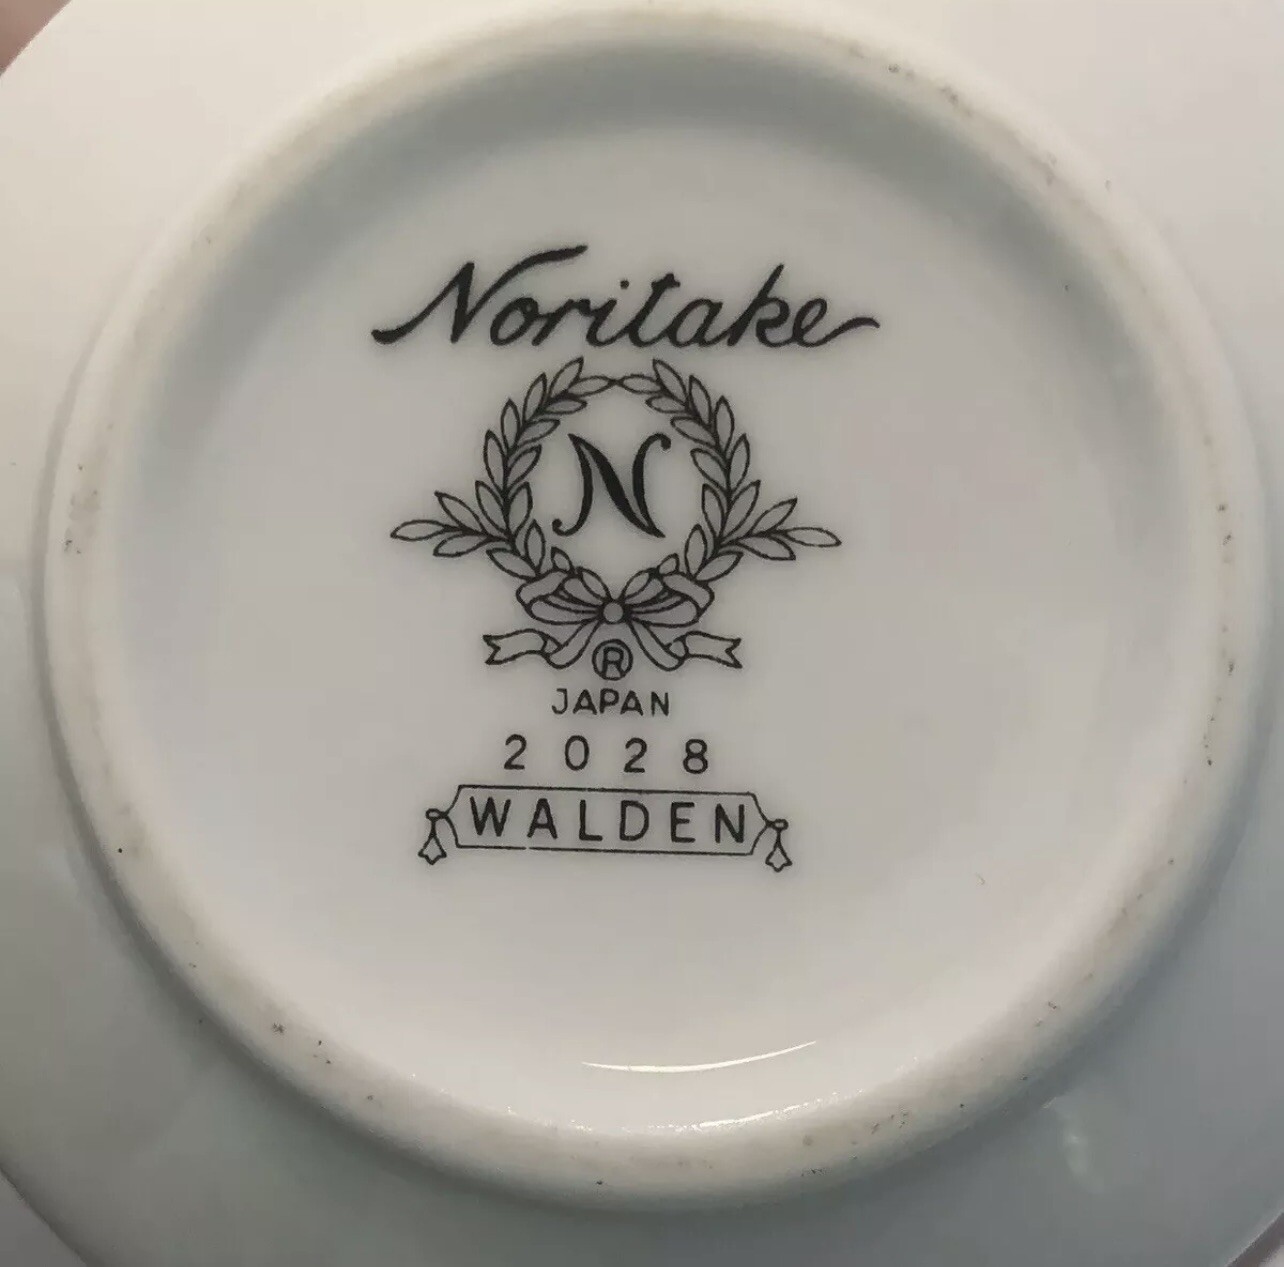 Noritake
N
®
JAPAN
2028
WALDEN